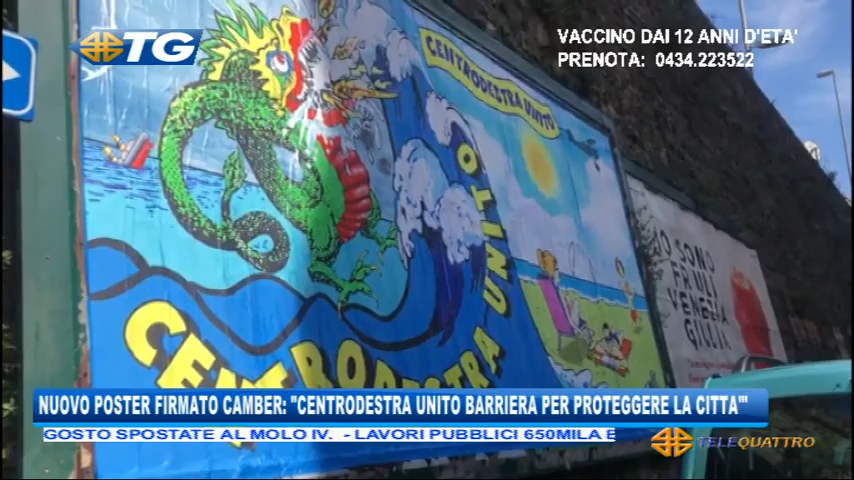 TG
VACCINO DAI 12 ANNI D'ETA'
PRENOTA: 0434.223522
CENTRODESTRA UNITO
CENTRODESTRA UNITO
IO SONO
FRIULI
VENEZIA
GIULIA
NUOVO POSTER FIRMATO CAMBER: "CENTRODESTRA UNITO BARRIERA PER PROTEGGERE LA CITTA'"
GOSTO SPOSTATE AL MOLO IV. - LAVORI PUBBLICI 650MILA E
TELEQUATTRO